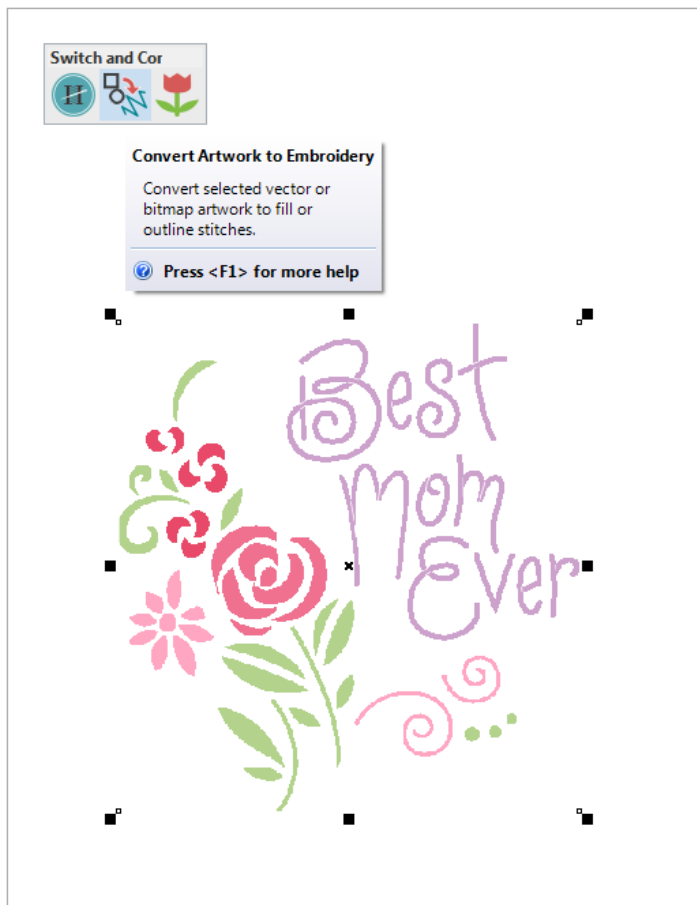 Switch and Cor
H
Convert Artwork to Embroidery
Convert selected vector or
bitmap artwork to fill or
outline stitches.
Press <F1> for more help
Best
Mom
Ever